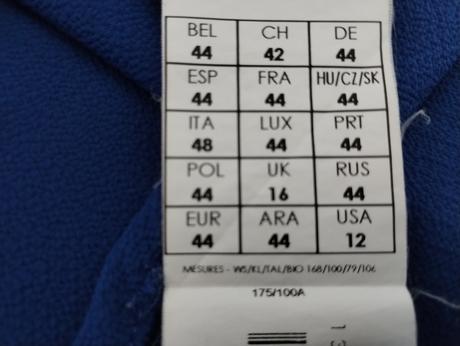 BEL CH DE
44 42 44
ESP FRA HU/CZ/SK
44 44 44
ITA LUX PRT
48 44 44
POL UK RUS
44 16 44
EUR ARA USA
44 44 12
MESURES - WS/KL/TAL/BIO 168/100/79/106
175/100A